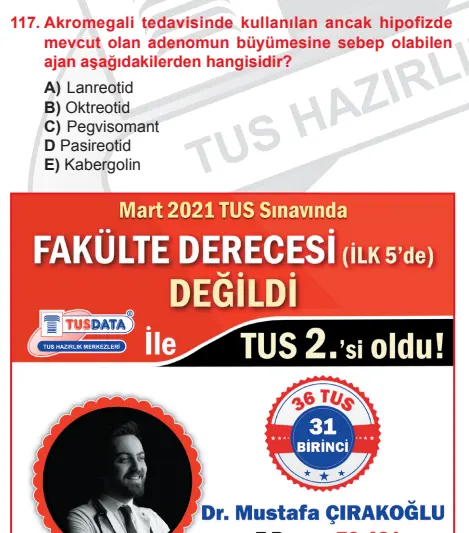 117. Akromegali tedavisinde kullanılan ancak hipofizde
mevcut olan adenomun büyümesine sebep olabilen
ajan aşağıdakilerden hangisidir?
A) Lanreotid
B) Oktreotid
C) Pegvisomant
D Pasireotid
E) Kabergolin
TUS HAZIRLI
Mart 2021 TUS Sınavında
FAKÜLTE DERECESİ (İLK 5'de)
DEĞİLDİ
TUSDATA®
TUS HAZIRLIK MERKEZLERİ
İle
TUS 2.'si oldu!
36 TUS
31
BİRİNCİ
Dr. Mustafa ÇIRAKOĞLU